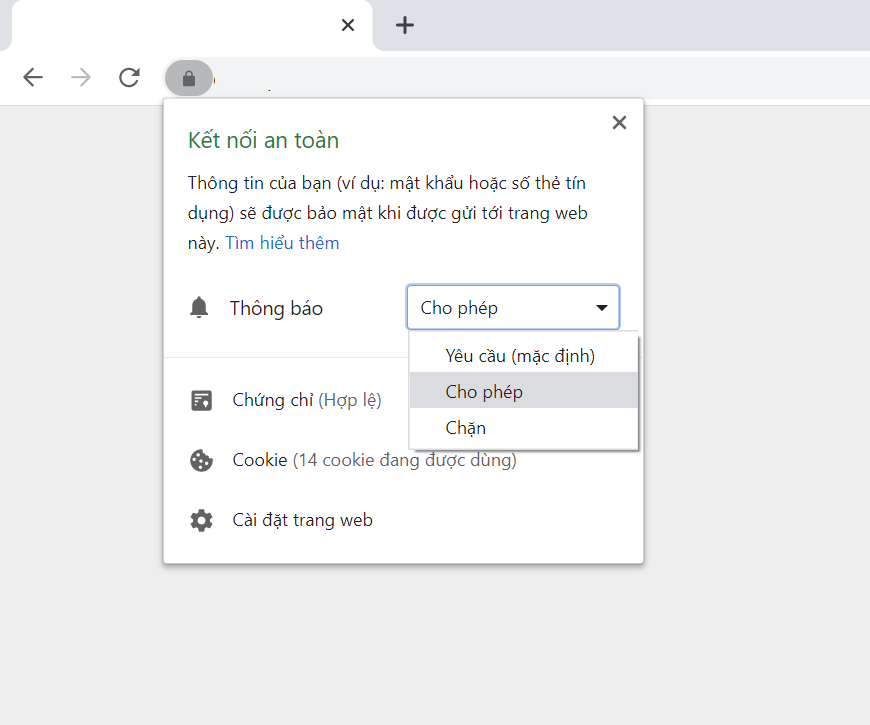 Kết nối an toàn
Thông tin của bạn (ví dụ: mật khẩu hoặc số thẻ tín
dụng) sẽ được bảo mật khi được gửi tới trang web
này. Tìm hiểu thêm
Thông báo
Cho phép
Yêu cầu (mặc định)
Cho phép
Chặn
Chứng chỉ (Hợp lệ)
Cookie (14 cookie đang được dùng)
Cài đặt trang web